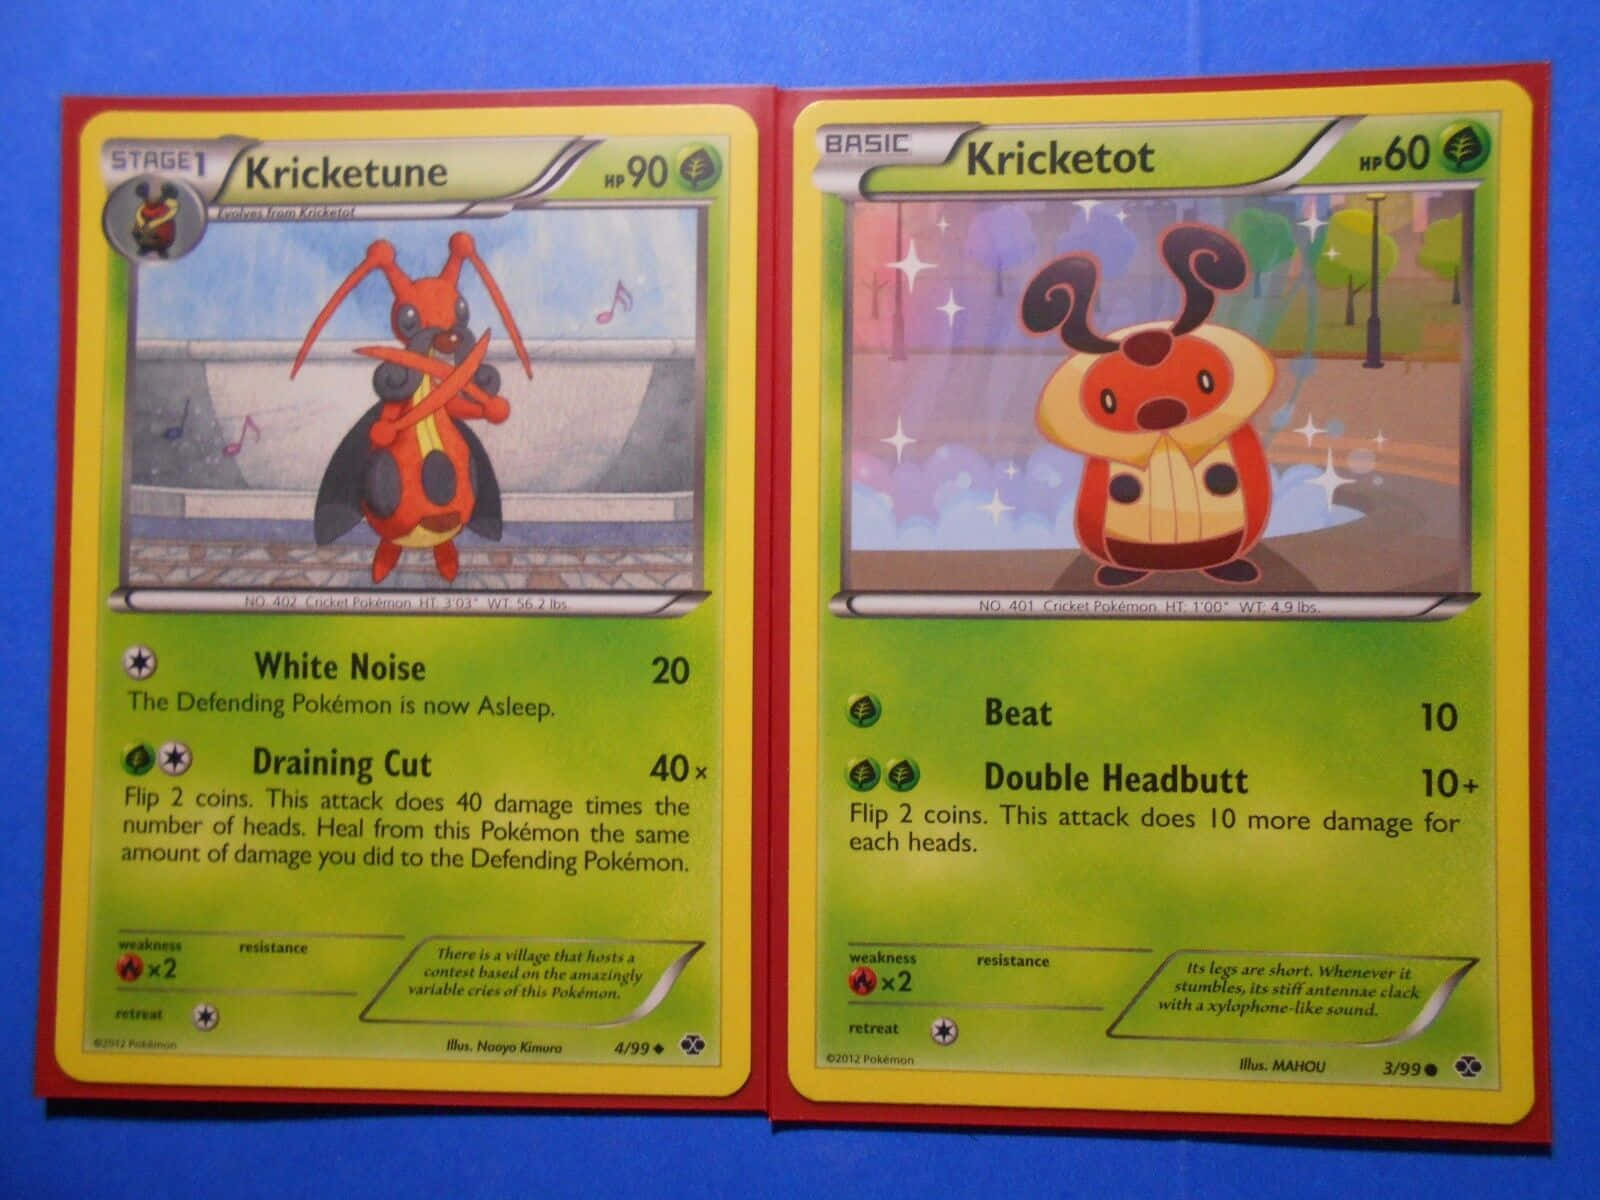 STAGE1
Kricketune
HP 90
Evolves from Kricketot
NO. 402 Cricket Pokémon HT: 3'03" WT: 56.2 lbs.
White Noise 20
The Defending Pokémon is now Asleep.
Draining Cut 40×
Flip 2 coins. This attack does 40 damage times the
number of heads. Heal from this Pokémon the same
amount of damage you did to the Defending Pokémon.
weakness
×2
resistance
retreat
There is a village that hosts a
contest based on the amazingly
variable cries of this Pokémon.
©2012 Pokémon
Illus. Naoyo Kimura
4/99
BASIC
Kricketot
HP 60
NO. 401 Cricket Pokémon HT: 1'00" WT: 4.9 lbs.
Beat 10
Double Headbutt 10+
Flip 2 coins. This attack does 10 more damage for
each heads.
weakness
×2
resistance
retreat
Its legs are short. Whenever it
stumbles, its stiff antennae clack
with a xylophone-like sound.
©2012 Pokémon
Illus. MAHOU
3/99